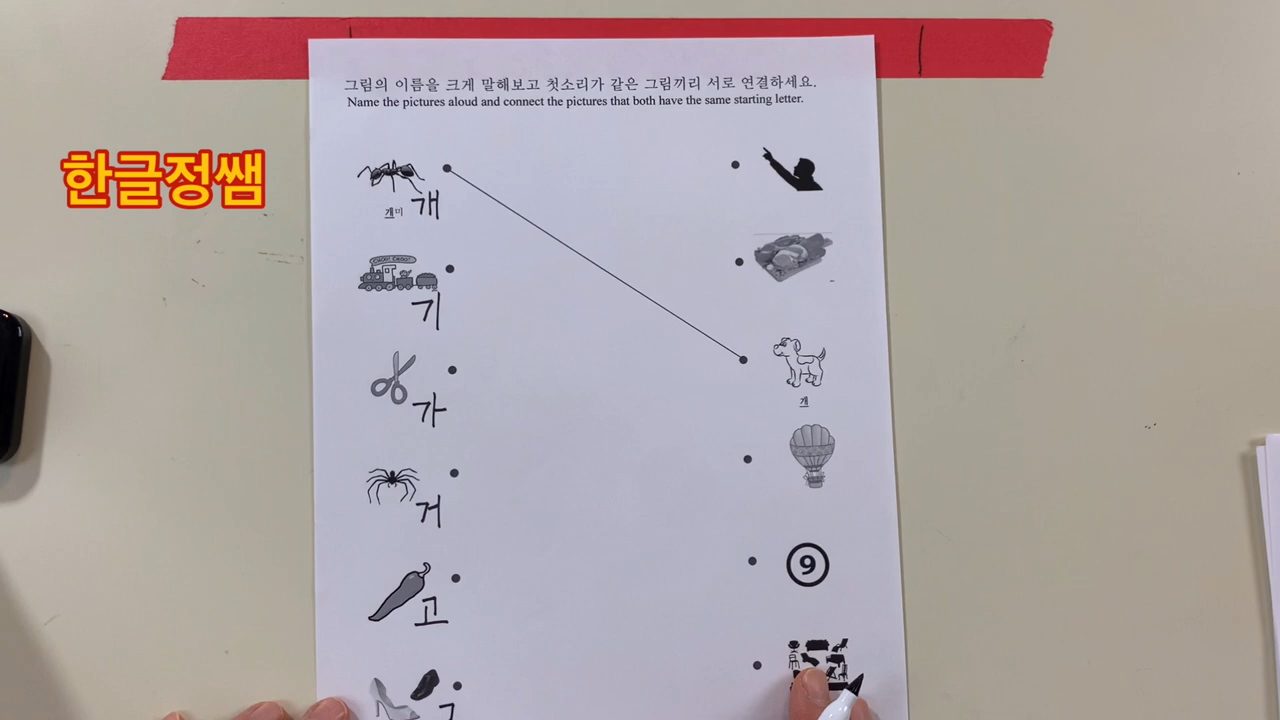 그림의 이름을 크게 말해보고 첫소리가 같은 그림끼리 서로 연결하세요.
Name the pictures aloud and connect the pictures that both have the same starting letter.
한글정쌤
개미 개
CHOO! CHOO!
기
가
개
거
9
고